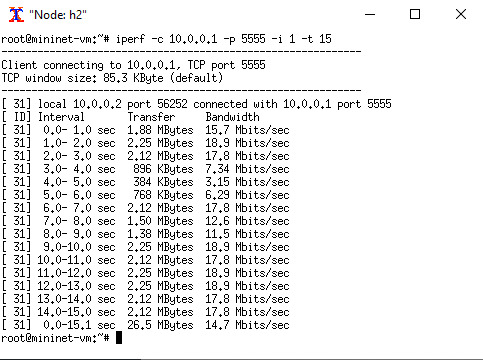 "Node: h2"
root@mininet-vm:~# iperf -c 10.0.0.1 -p 5555 -i 1 -t 15
------------------------------------------------------------
Client connecting to 10.0.0.1, TCP port 5555
TCP window size: 85.3 KByte (default)
------------------------------------------------------------
[ 31] local 10.0.0.2 port 56252 connected with 10.0.0.1 port 5555
[ ID] Interval       Transfer     Bandwidth
[ 31]  0.0- 1.0 sec  1.88 MBytes  15.7 Mbits/sec
[ 31]  1.0- 2.0 sec  2.25 MBytes  18.9 Mbits/sec
[ 31]  2.0- 3.0 sec  2.12 MBytes  17.8 Mbits/sec
[ 31]  3.0- 4.0 sec   896 KBytes  7.34 Mbits/sec
[ 31]  4.0- 5.0 sec   384 KBytes  3.15 Mbits/sec
[ 31]  5.0- 6.0 sec   768 KBytes  6.29 Mbits/sec
[ 31]  6.0- 7.0 sec  2.12 MBytes  17.8 Mbits/sec
[ 31]  7.0- 8.0 sec  1.50 MBytes  12.6 Mbits/sec
[ 31]  8.0- 9.0 sec  1.38 MBytes  11.5 Mbits/sec
[ 31]  9.0-10.0 sec  2.25 MBytes  18.9 Mbits/sec
[ 31] 10.0-11.0 sec  2.12 MBytes  17.8 Mbits/sec
[ 31] 11.0-12.0 sec  2.25 MBytes  18.9 Mbits/sec
[ 31] 12.0-13.0 sec  2.25 MBytes  18.9 Mbits/sec
[ 31] 13.0-14.0 sec  2.12 MBytes  17.8 Mbits/sec
[ 31] 14.0-15.0 sec  2.12 MBytes  17.8 Mbits/sec
[ 31]  0.0-15.1 sec  26.5 MBytes  14.7 Mbits/sec
root@mininet-vm:~#